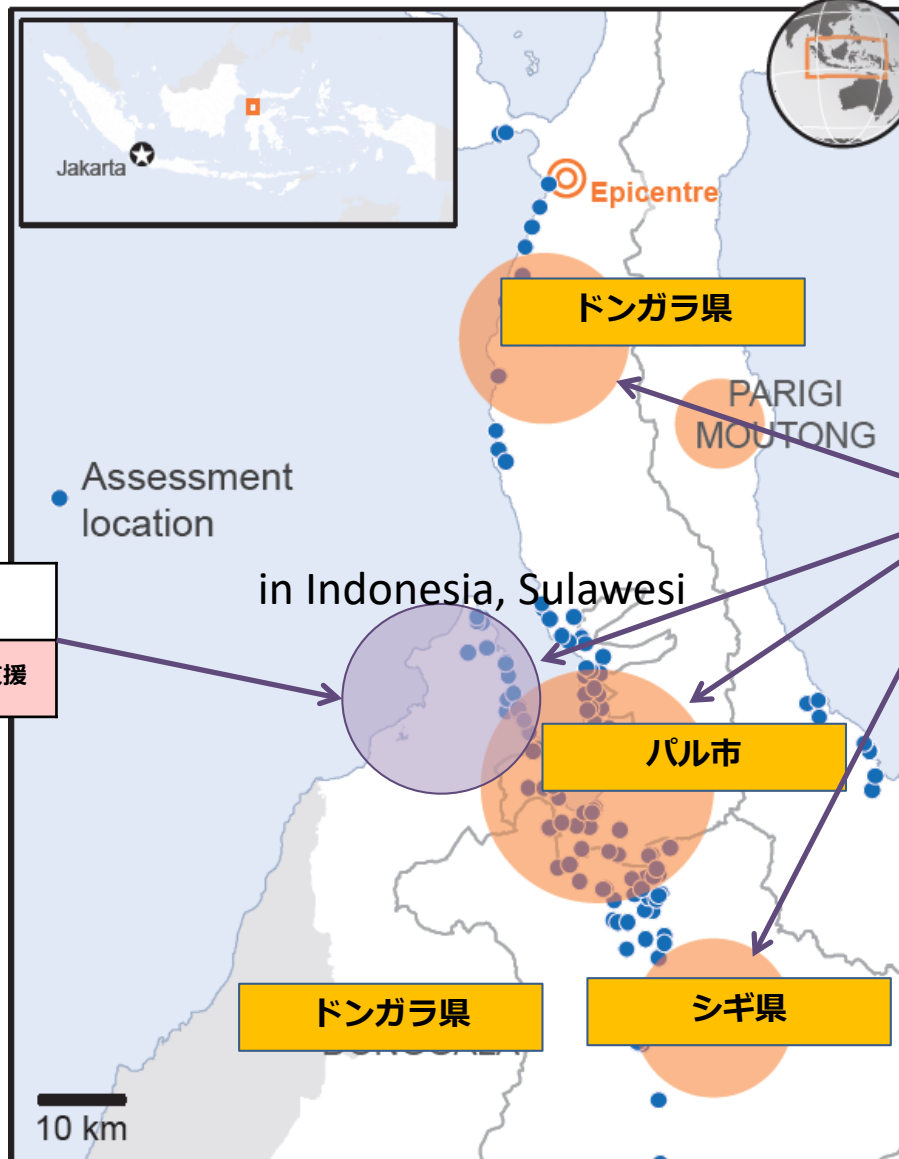 Jakarta
Epicentre
ドンガラ県
PARIGI
MOUTONG
Assessment
location
in Indonesia, Sulawesi
援
パル市
ドンガラ県
シギ県
10 km